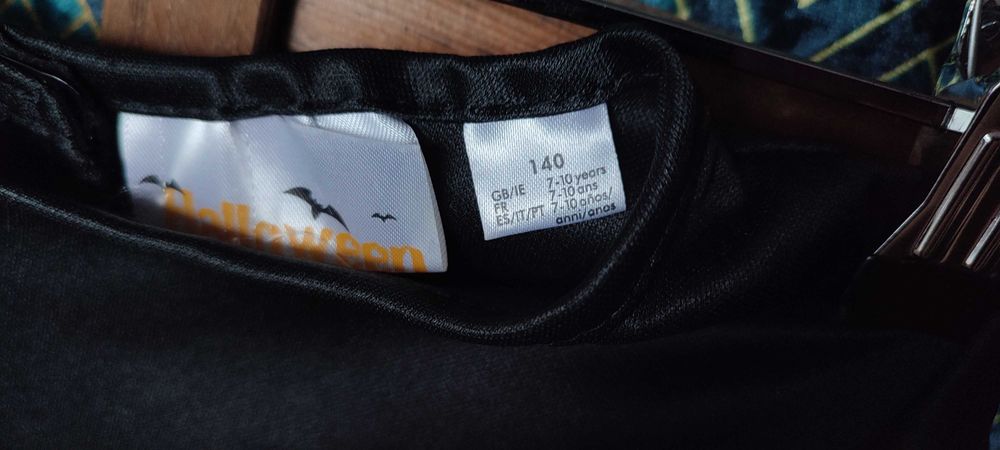 Halloween
140
GB/IE 7-10 years
FR 7-10 ans
ES/IT/PT 7-10 años/
anni/anos